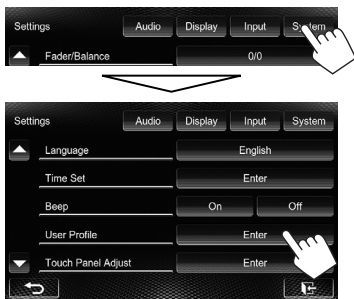 Settings Audio Display Input System
Fader/Balance 0/0
Settings Audio Display Input System
Language English
Time Set Enter
Beep On Off
User Profile Enter
Touch Panel Adjust Enter